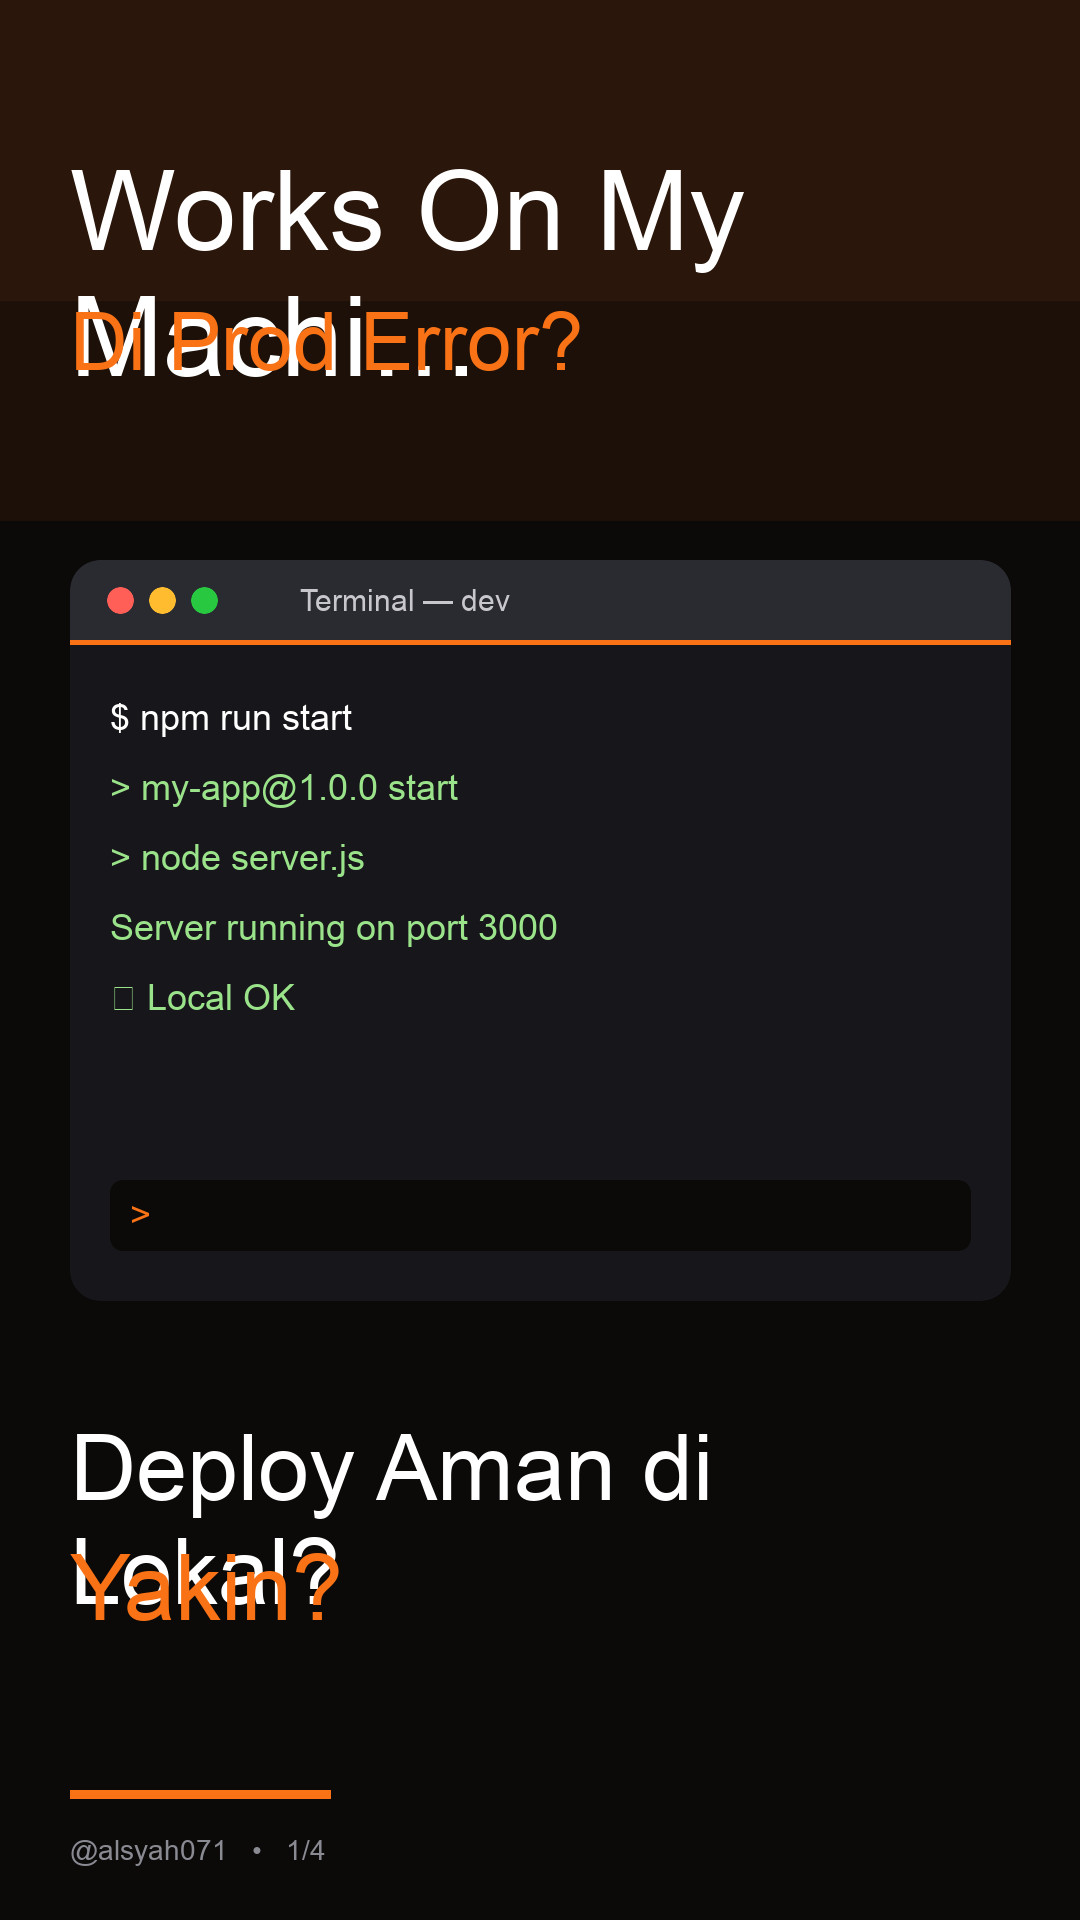 Works On My
Machi...
Di Prod Error?
Terminal — dev
$ npm run start
> my-app@1.0.0 start
> node server.js
Server running on port 3000
Local OK
>
Deploy Aman di
Lokal?
Yakin?
@alsyah071 • 1/4